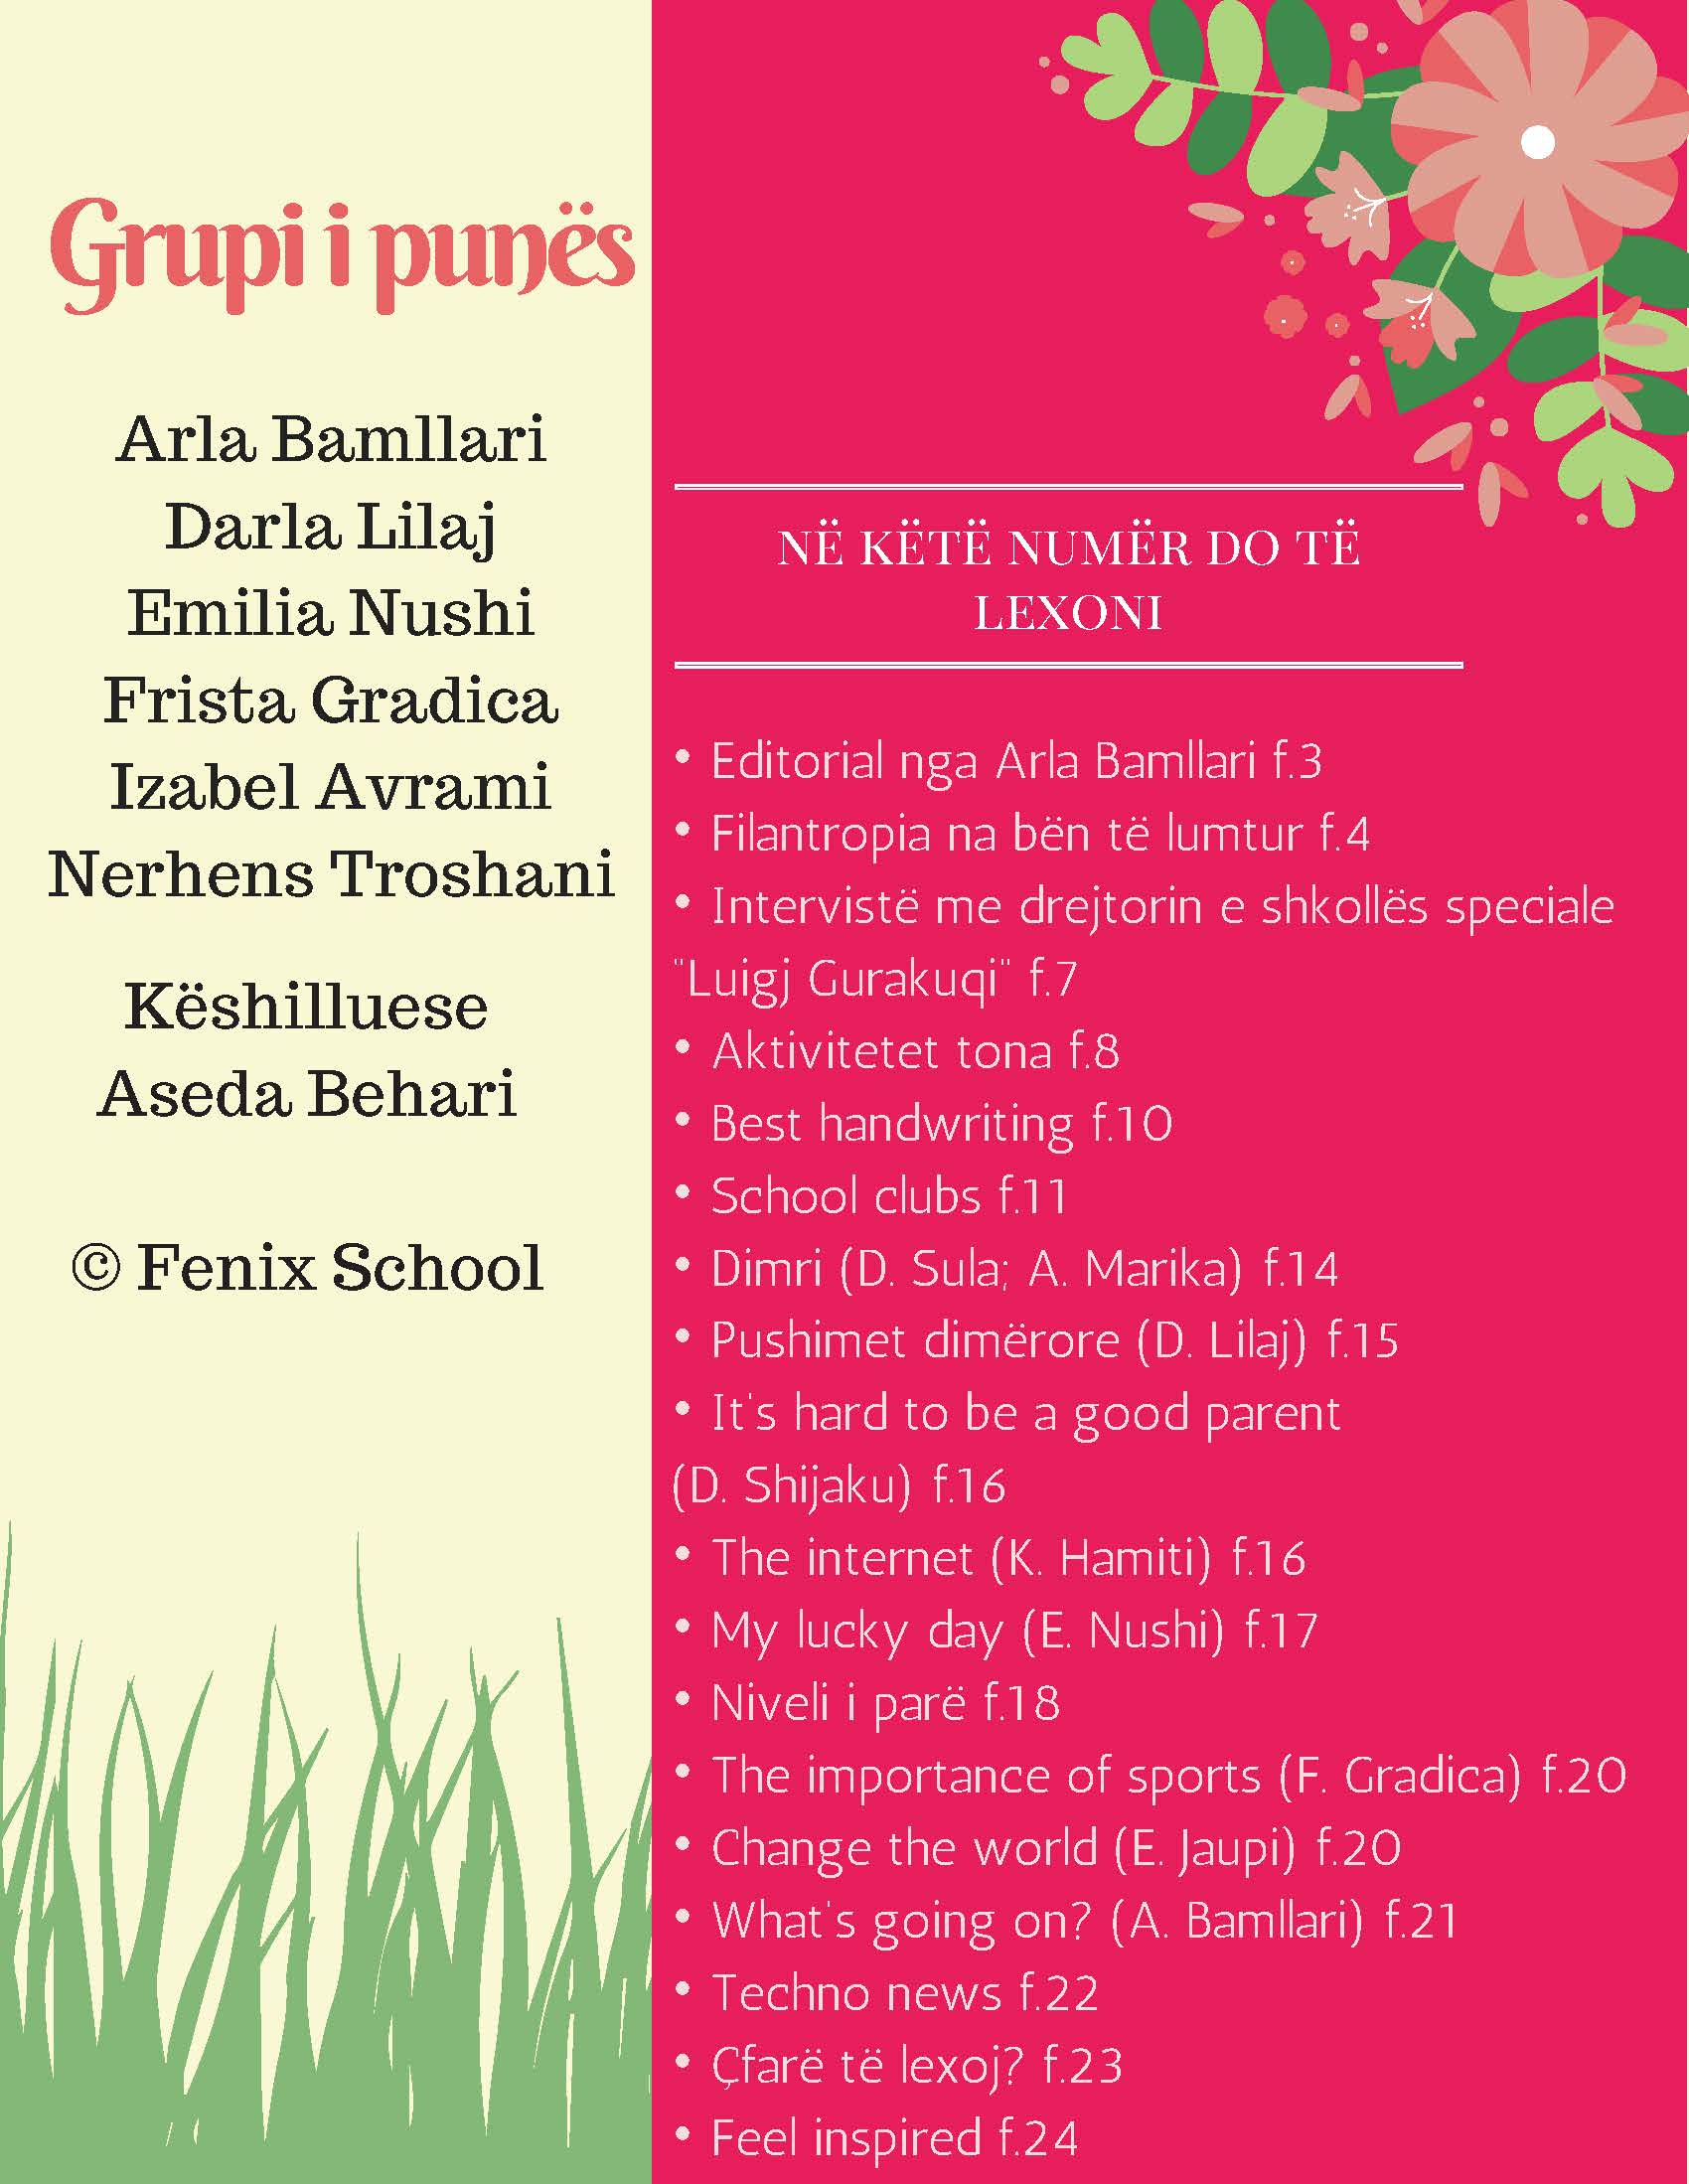 Grupi i punës
Arla Bamllari
Darla Lilaj
Emilia Nushi
Frista Gradica
Izabel Avrami
Nerhens Troshani
Këshilluese
Aseda Behari
© Fenix School
NË KËTË NUMËR DO TË
LEXONI
• Editorial nga Arla Bamllari f.3
• Filantropia na bën të lumtur f.4
• Intervistë me drejtorin e shkollës speciale
"Luigj Gurakuqi" f.7
• Aktivitetet tona f.8
• Best handwriting f.10
• School clubs f.11
• Dimri (D. Sula; A. Marika) f.14
• Pushimet dimërore (D. Lilaj) f.15
• It's hard to be a good parent
(D. Shijaku) f.16
• The internet (K. Hamiti) f.16
• My lucky day (E. Nushi) f.17
• Niveli i parë f.18
• The importance of sports (F. Gradica) f.20
• Change the world (E. Jaupi) f.20
• What's going on? (A. Bamllari) f.21
• Techno news f.22
• Çfarë të lexoj? f.23
• Feel inspired f.24